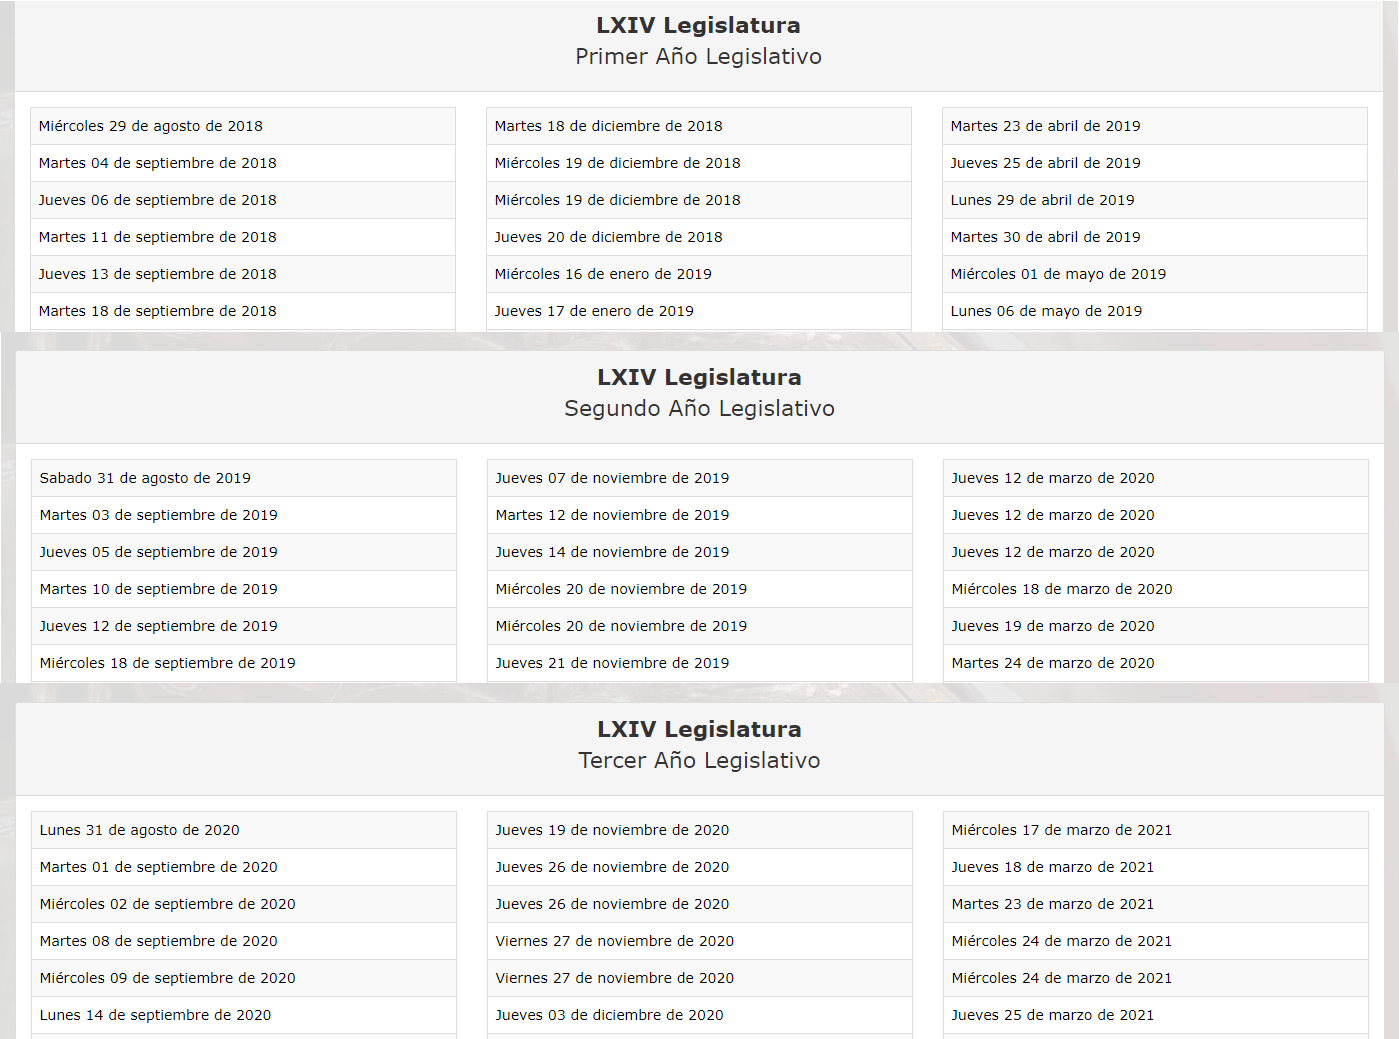 LXIV Legislatura
Primer Año Legislativo
Miércoles 29 de agosto de 2018
Martes 04 de septiembre de 2018
Jueves 06 de septiembre de 2018
Martes 11 de septiembre de 2018
Jueves 13 de septiembre de 2018
Martes 18 de septiembre de 2018
Martes 18 de diciembre de 2018
Miércoles 19 de diciembre de 2018
Miércoles 19 de diciembre de 2018
Jueves 20 de diciembre de 2018
Miércoles 16 de enero de 2019
Jueves 17 de enero de 2019
Martes 23 de abril de 2019
Jueves 25 de abril de 2019
Lunes 29 de abril de 2019
Martes 30 de abril de 2019
Miércoles 01 de mayo de 2019
Lunes 06 de mayo de 2019
LXIV Legislatura
Segundo Año Legislativo
Sabado 31 de agosto de 2019
Martes 03 de septiembre de 2019
Jueves 05 de septiembre de 2019
Martes 10 de septiembre de 2019
Jueves 12 de septiembre de 2019
Miércoles 18 de septiembre de 2019
Jueves 07 de noviembre de 2019
Martes 12 de noviembre de 2019
Jueves 14 de noviembre de 2019
Miércoles 20 de noviembre de 2019
Miércoles 20 de noviembre de 2019
Jueves 21 de noviembre de 2019
Jueves 12 de marzo de 2020
Jueves 12 de marzo de 2020
Jueves 12 de marzo de 2020
Miércoles 18 de marzo de 2020
Jueves 19 de marzo de 2020
Martes 24 de marzo de 2020
LXIV Legislatura
Tercer Año Legislativo
Lunes 31 de agosto de 2020
Martes 01 de septiembre de 2020
Miércoles 02 de septiembre de 2020
Martes 08 de septiembre de 2020
Miércoles 09 de septiembre de 2020
Lunes 14 de septiembre de 2020
Jueves 19 de noviembre de 2020
Jueves 26 de noviembre de 2020
Jueves 26 de noviembre de 2020
Viernes 27 de noviembre de 2020
Viernes 27 de noviembre de 2020
Jueves 03 de diciembre de 2020
Miércoles 17 de marzo de 2021
Jueves 18 de marzo de 2021
Martes 23 de marzo de 2021
Miércoles 24 de marzo de 2021
Miércoles 24 de marzo de 2021
Jueves 25 de marzo de 2021